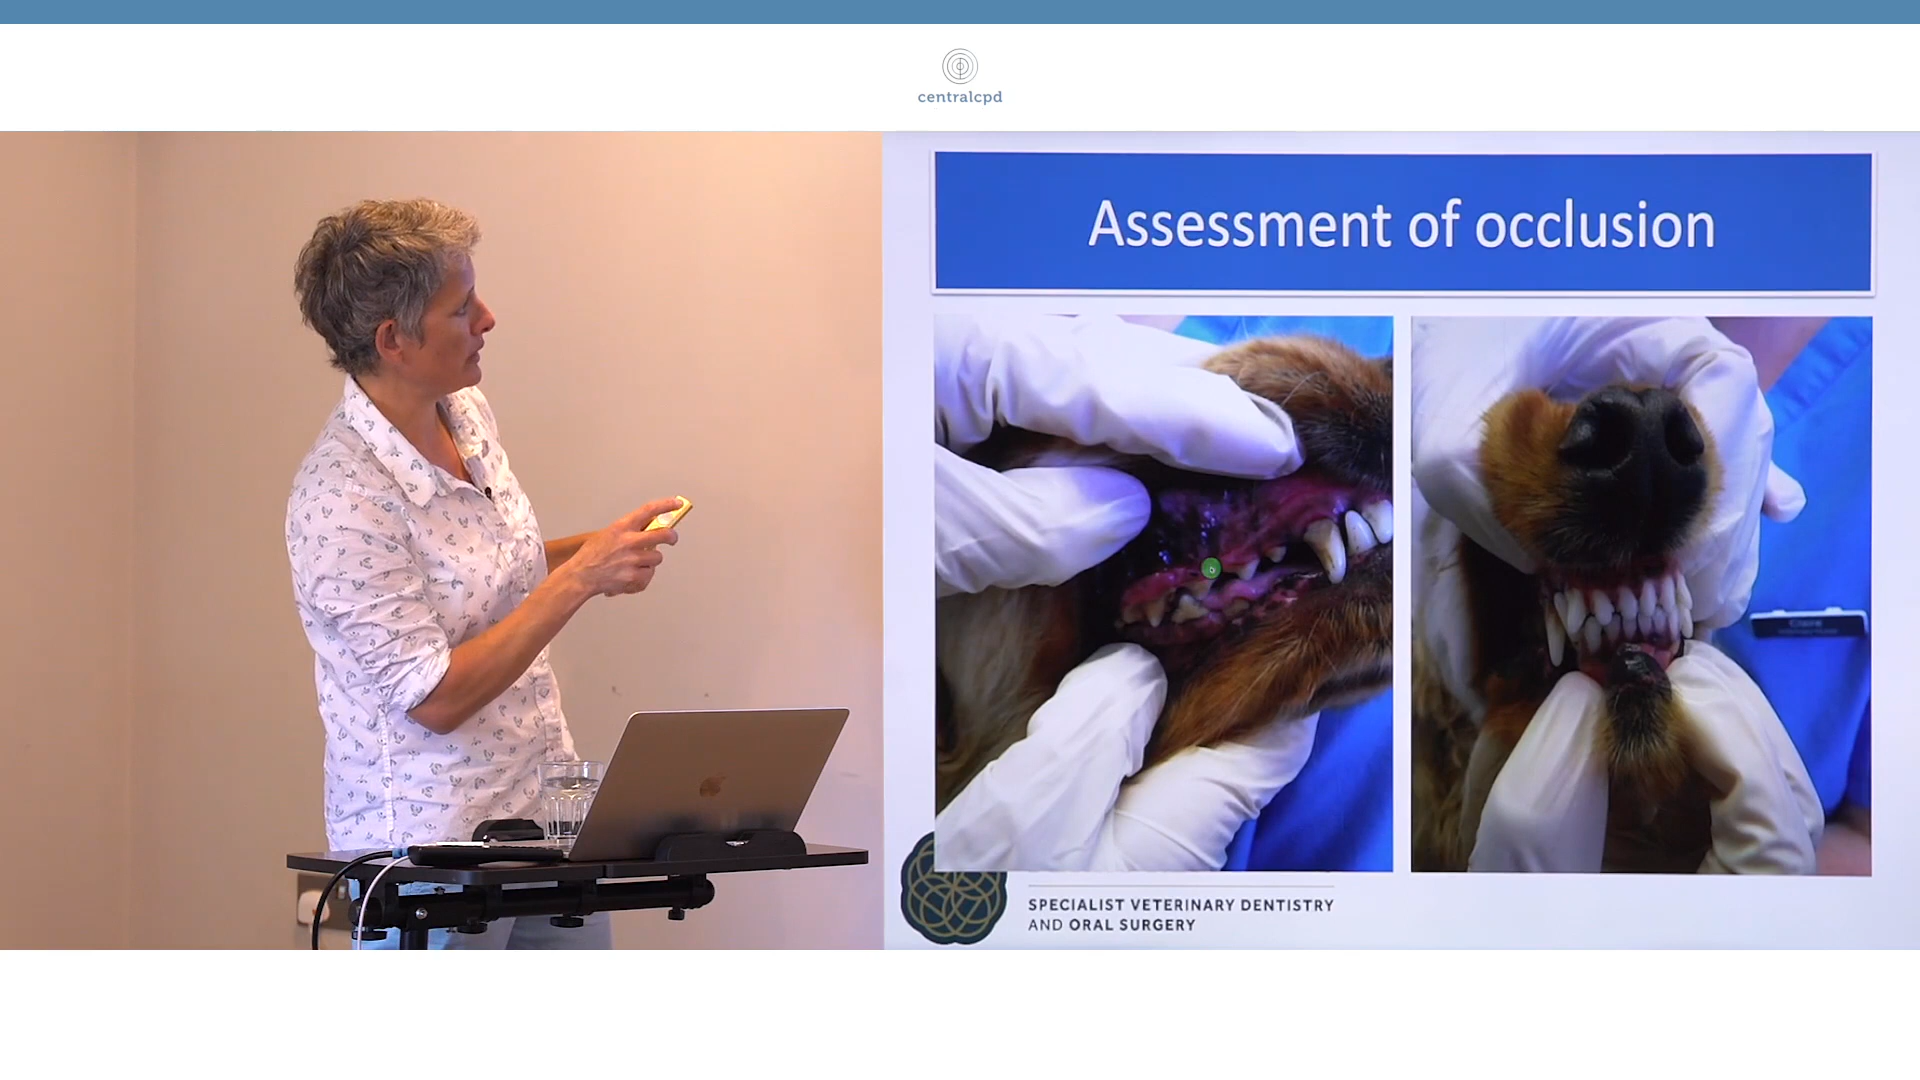 centralcpd
Assessment of occlusion
SPECIALIST VETERINARY DENTISTRY
AND ORAL SURGERY